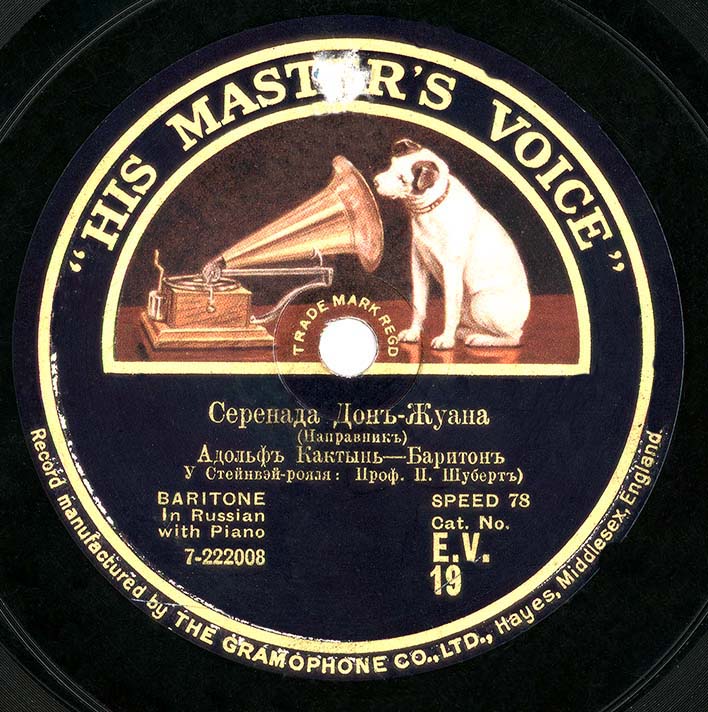 "HIS MASTER'S VOICE"
TRADE MARK REGD
Серенада Донъ-Жуана
(Направникъ)
Адольфъ Кактынь—Баритонъ
У Стейнвэй-рояля: Проф. П. Шубертъ)
BARITONE
In Russian
with Piano
7-222008
SPEED 78
Cat. No.
E.V.
19
Record manufactured by THE GRAMOPHONE CO., LTD., Hayes, Middlesex, England